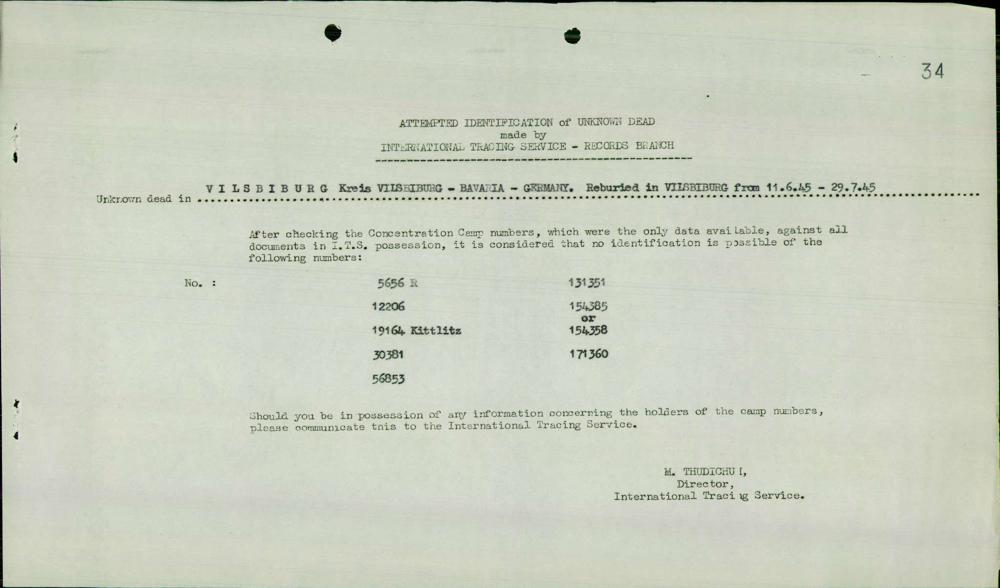 34
ATTEMPTED IDENTIFICATION of UNKNOWN DEAD
made by
INTERNATIONAL TRACING SERVICE - RECORDS BRANCH
Unknown dead in VILSBIBURG Kreis VILSBIBURG - BAVARIA - GERMANY. Reburied in VILSBIBURG from 11.6.45 - 29.7.45
After checking the Concentration Camp numbers, which were the only data available, against all
documents in I.T.S. possession, it is considered that no identification is possible of the
following numbers:
No. : 5656 R 131351
12206 154385
or
19164 Kittlitz 154358
30381 171360
56853
Should you be in possession of any information concerning the holders of the camp numbers,
please communicate this to the International Tracing Service.
M. THUDICHUM,
Director,
International Tracing Service.